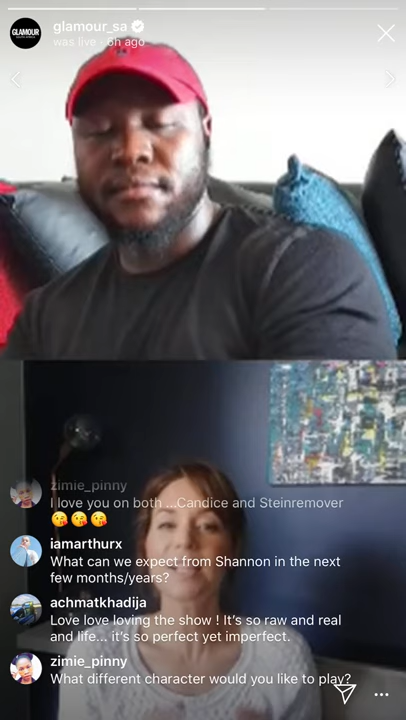 GLAMOUR
glamour_sa
was live · 8h ago
zimie_pinny
I love you on both ...Candice and Steinremover
😘😘😘
iamarthurx
What can we expect from Shannon in the next
few months/years?
achmatkhadija
Love love loving the show ! It's so raw and real
and life... it's so perfect yet imperfect.
zimie_pinny
What different character would you like to play?